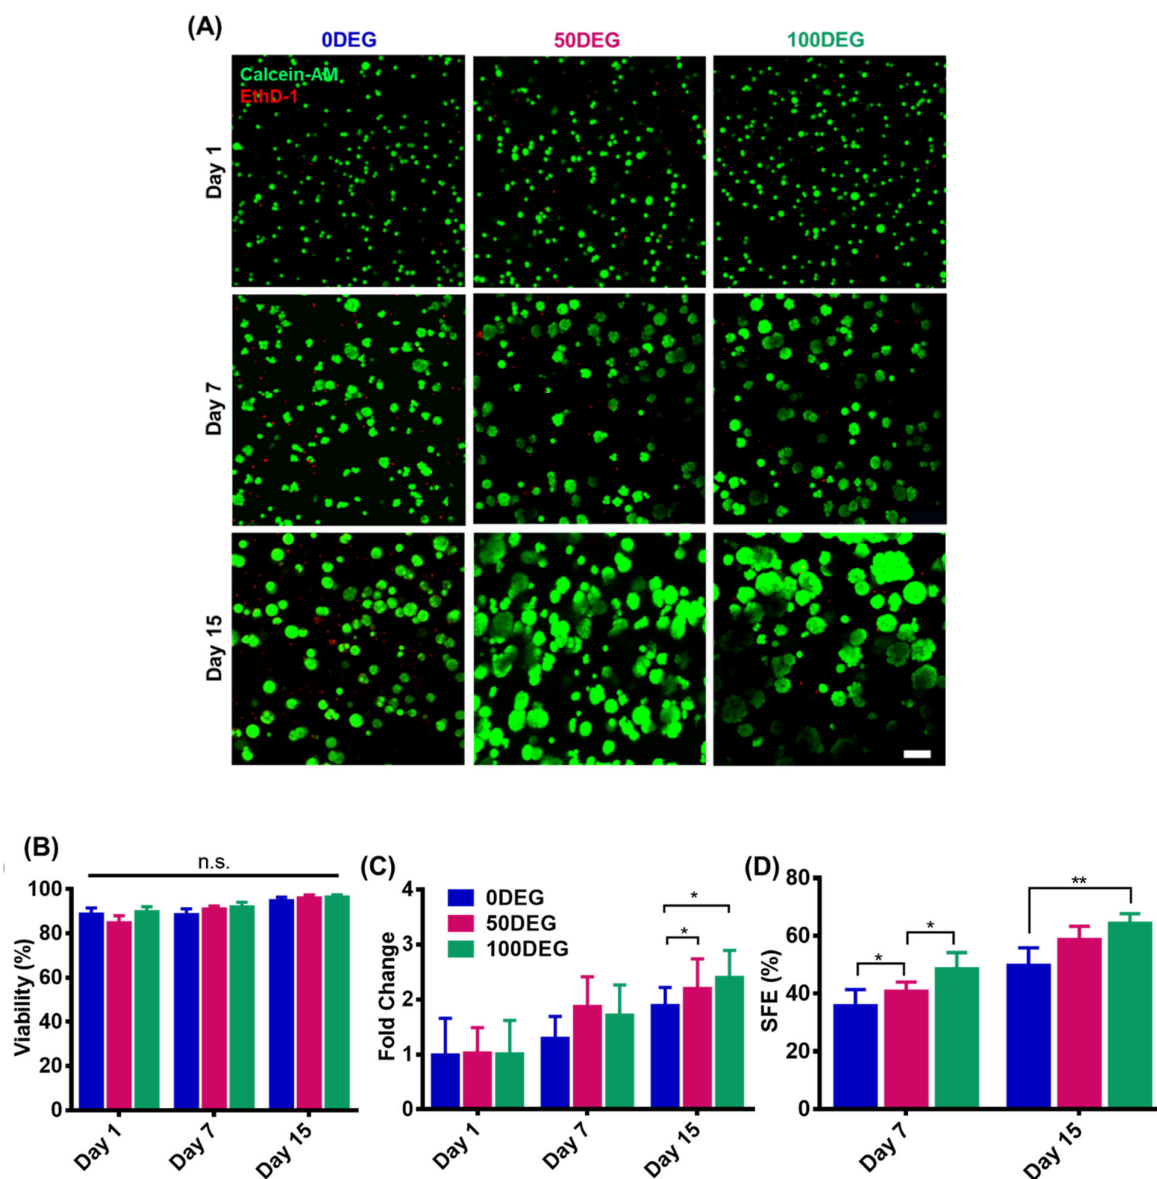 (A)
0DEG 50DEG 100DEG
Calcein-AM
EthD-1
Day 1
Day 7
Day 15
(B)
n.s.
Viability (%)
100
80
60
40
20
0
Day 1 Day 7 Day 15
(C)
Fold Change
4
3
2
1
0
0DEG
50DEG
100DEG
*
*
Day 1 Day 7 Day 15
(D)
SFE (%)
80
60
40
20
0
*
*
**
Day 7 Day 15